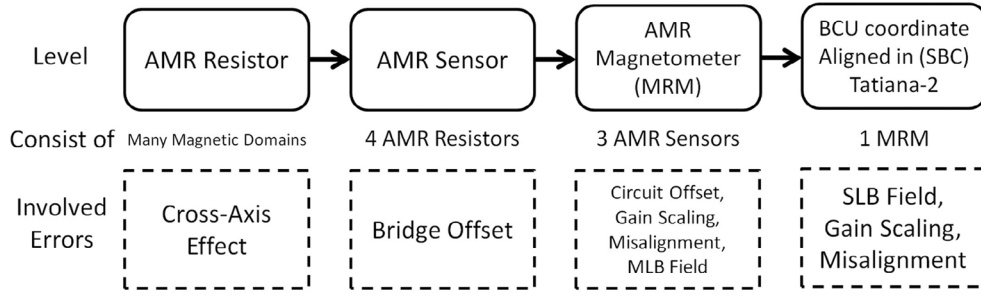 Level
AMR Resistor
AMR Sensor
AMR
Magnetometer
(MRM)
BCU coordinate
Aligned in (SBC)
Tatiana-2
Consist of
Many Magnetic Domains
4 AMR Resistors
3 AMR Sensors
1 MRM
Involved
Errors
Cross-Axis
Effect
Bridge Offset
Circuit Offset,
Gain Scaling,
Misalignment,
MLB Field
SLB Field,
Gain Scaling,
Misalignment